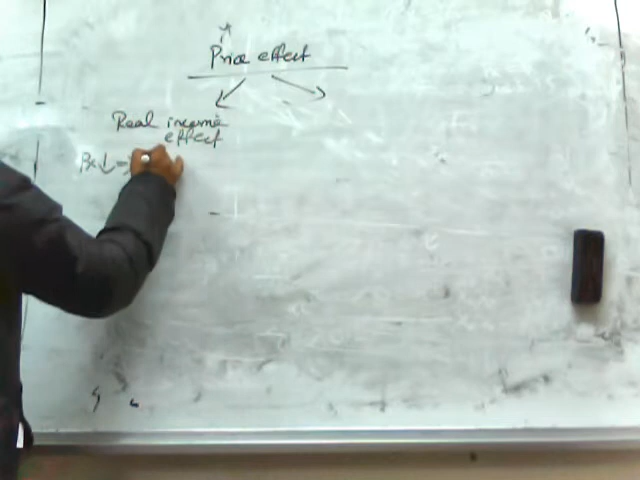 Price effect
Real income
effect
Px↓ =